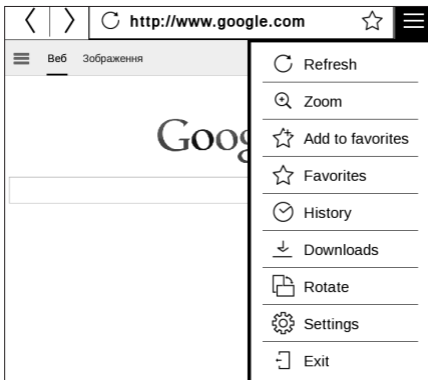 http://www.google.com
Веб Зображення
Goog
Refresh
Zoom
Add to favorites
Favorites
History
Downloads
Rotate
Settings
Exit